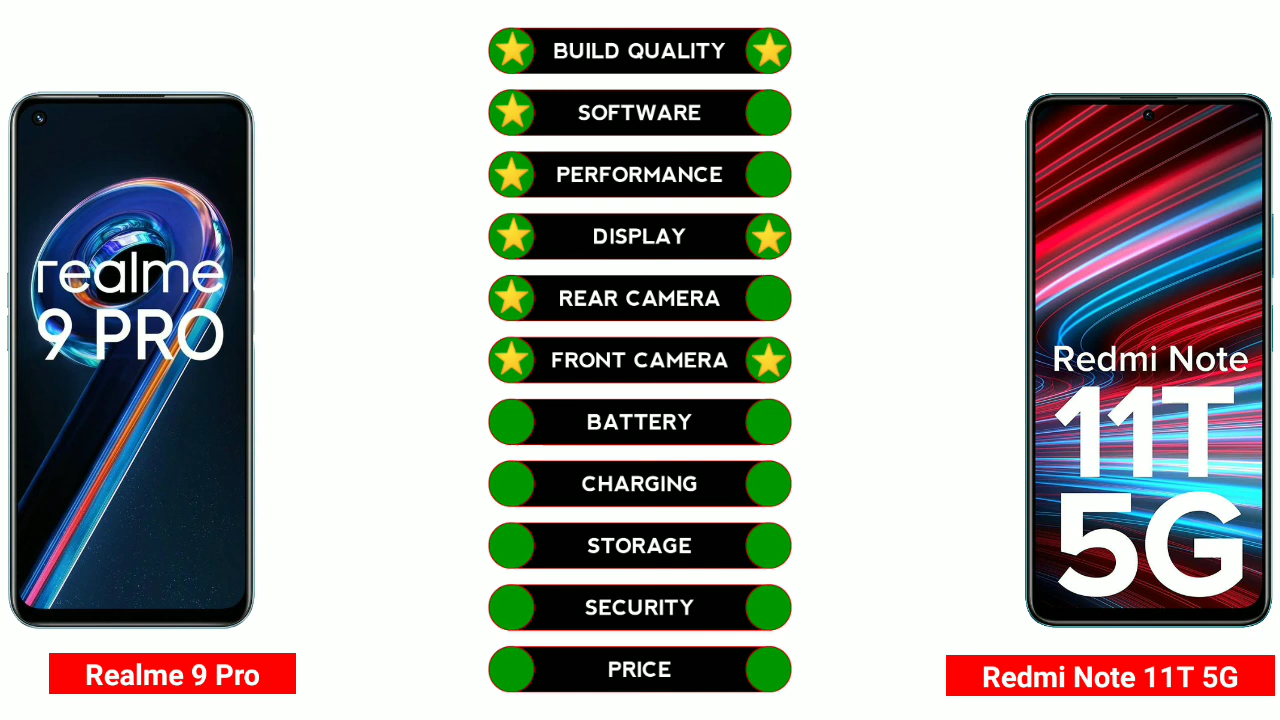 BUILD QUALITY
SOFTWARE
PERFORMANCE
DISPLAY
REAR CAMERA
FRONT CAMERA
BATTERY
CHARGING
STORAGE
SECURITY
PRICE
realme
9 PRO
Realme 9 Pro
Redmi Note
11T
5G
Redmi Note 11T 5G